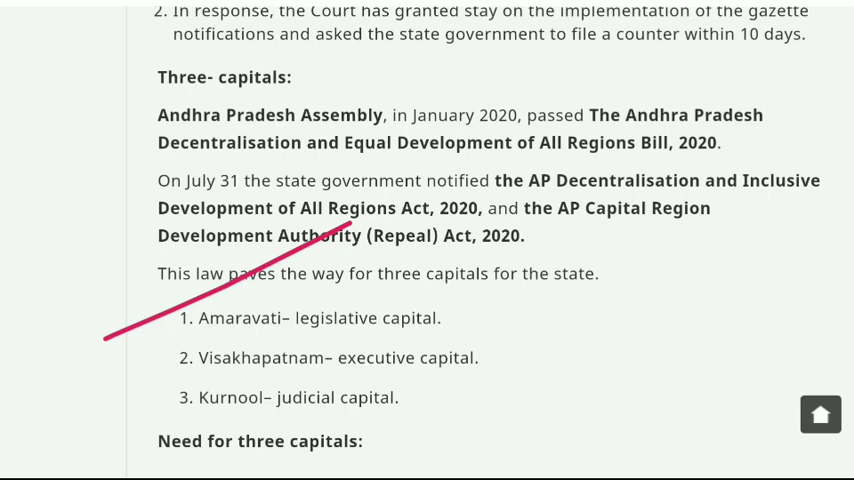 2. In response, the Court has granted stay on the implementation of the gazette
notifications and asked the state government to file a counter within 10 days.
Three- capitals:
Andhra Pradesh Assembly, in January 2020, passed The Andhra Pradesh
Decentralisation and Equal Development of All Regions Bill, 2020.
On July 31 the state government notified the AP Decentralisation and Inclusive
Development of All Regions Act, 2020, and the AP Capital Region
Development Authority (Repeal) Act, 2020.
This law paves the way for three capitals for the state.
1. Amaravati– legislative capital.
2. Visakhapatnam– executive capital.
3. Kurnool– judicial capital.
Need for three capitals: